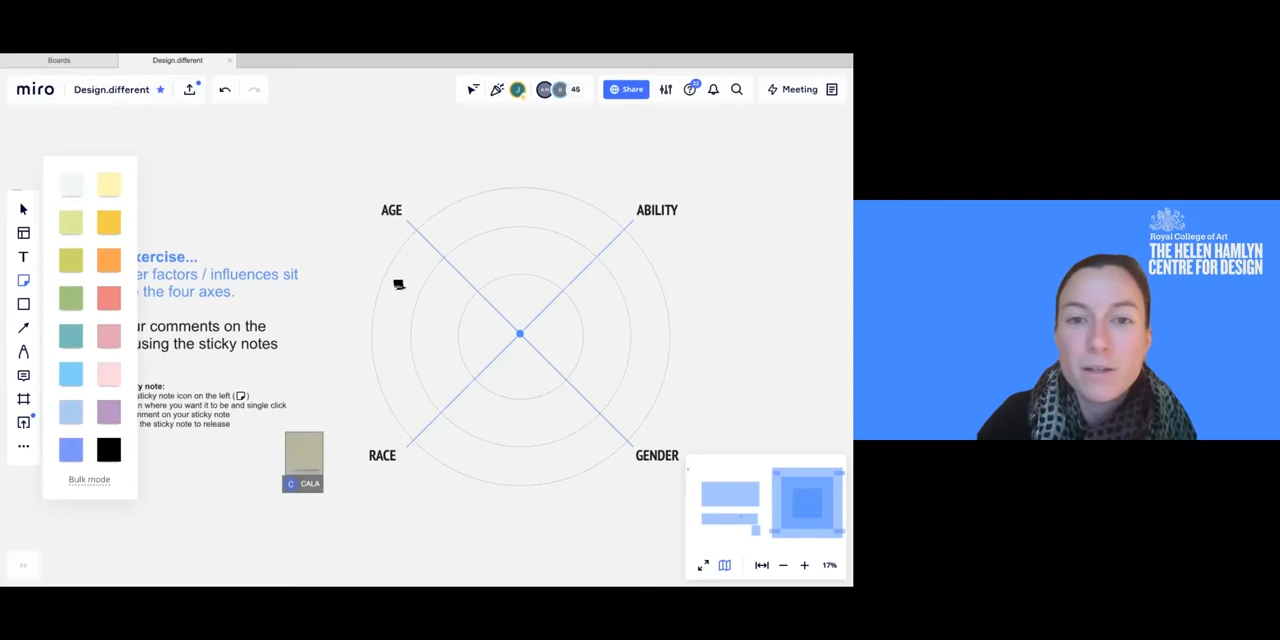 Boards
Design.different
miro
Design.different
J
45
Share
22
Meeting
AGE
ABILITY
xercise...
er factors / influences sit
the four axes.
ur comments on the
using the sticky notes
y note:
sticky note icon on the left ( )
n where you want it to be and single click
mment on your sticky note
the sticky note to release
RACE
GENDER
C CALA
Bulk mode
17%
Royal College of Art
THE HELEN HAMLYN
CENTRE FOR DESIGN